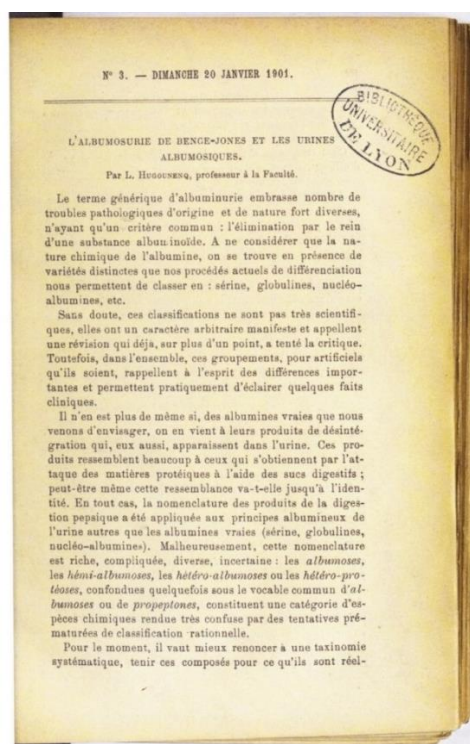 N° 3. — DIMANCHE 20 JANVIER 1901.
BIBLIOTHÈQUE
UNIVERSITAIRE
DE LYON
L'ALBUMOSURIE DE BENCE-JONES ET LES URINES
ALBUMOSIQUES.
Par L. Hugounenq, professeur à la Faculté.
Le terme générique d'albuminurie embrasse nombre de
troubles pathologiques d'origine et de nature fort diverses,
n'ayant qu'un critère commun : l'élimination par le rein
d'une substance albuminoïde. A ne considérer que la na-
ture chimique de l'albumine, on se trouve en présence de
variétés distinctes que nos procédés actuels de différenciation
nous permettent de classer en : sérine, globulines, nucléo-
albumines, etc.
Sans doute, ces classifications ne sont pas très scientifi-
ques, elles ont un caractère arbitraire manifeste et appellent
une révision qui déjà, sur plus d'un point, a tenté la critique.
Toutefois, dans l'ensemble, ces groupements, pour artificiels
qu'ils soient, rappellent à l'esprit des différences impor-
tantes et permettent pratiquement d'éclairer quelques faits
cliniques.
Il n'en est plus de même si, des albumines vraies que nous
venons d'envisager, on en vient à leurs produits de désinté-
gration qui, eux aussi, apparaissent dans l'urine. Ces pro-
duits ressemblent beaucoup à ceux qui s'obtiennent par l'at-
taque des matières protéiques à l'aide des sucs digestifs ;
peut-être même cette ressemblance va-t-elle jusqu'à l'iden-
tité. En tout cas, la nomenclature des produits de la diges-
tion pepsique a été appliquée aux principes albumineux de
l'urine autres que les albumines vraies (sérine, globulines,
nucléo-albumines). Malheureusement, cette nomenclature
est riche, compliquée, diverse, incertaine : les albumoses,
les hémi-albumoses, les hétéro-albumoses ou les hétéro-pro-
téoses, confondues quelquefois sous le vocable commun d'al-
bumoses ou de propeptones, constituent une catégorie d'es-
pèces chimiques rendue très confuse par des tentatives pré-
maturées de classification rationnelle.
Pour le moment, il vaut mieux renoncer à une taxinomie
systématique, tenir ces composés pour ce qu'ils sont réel-